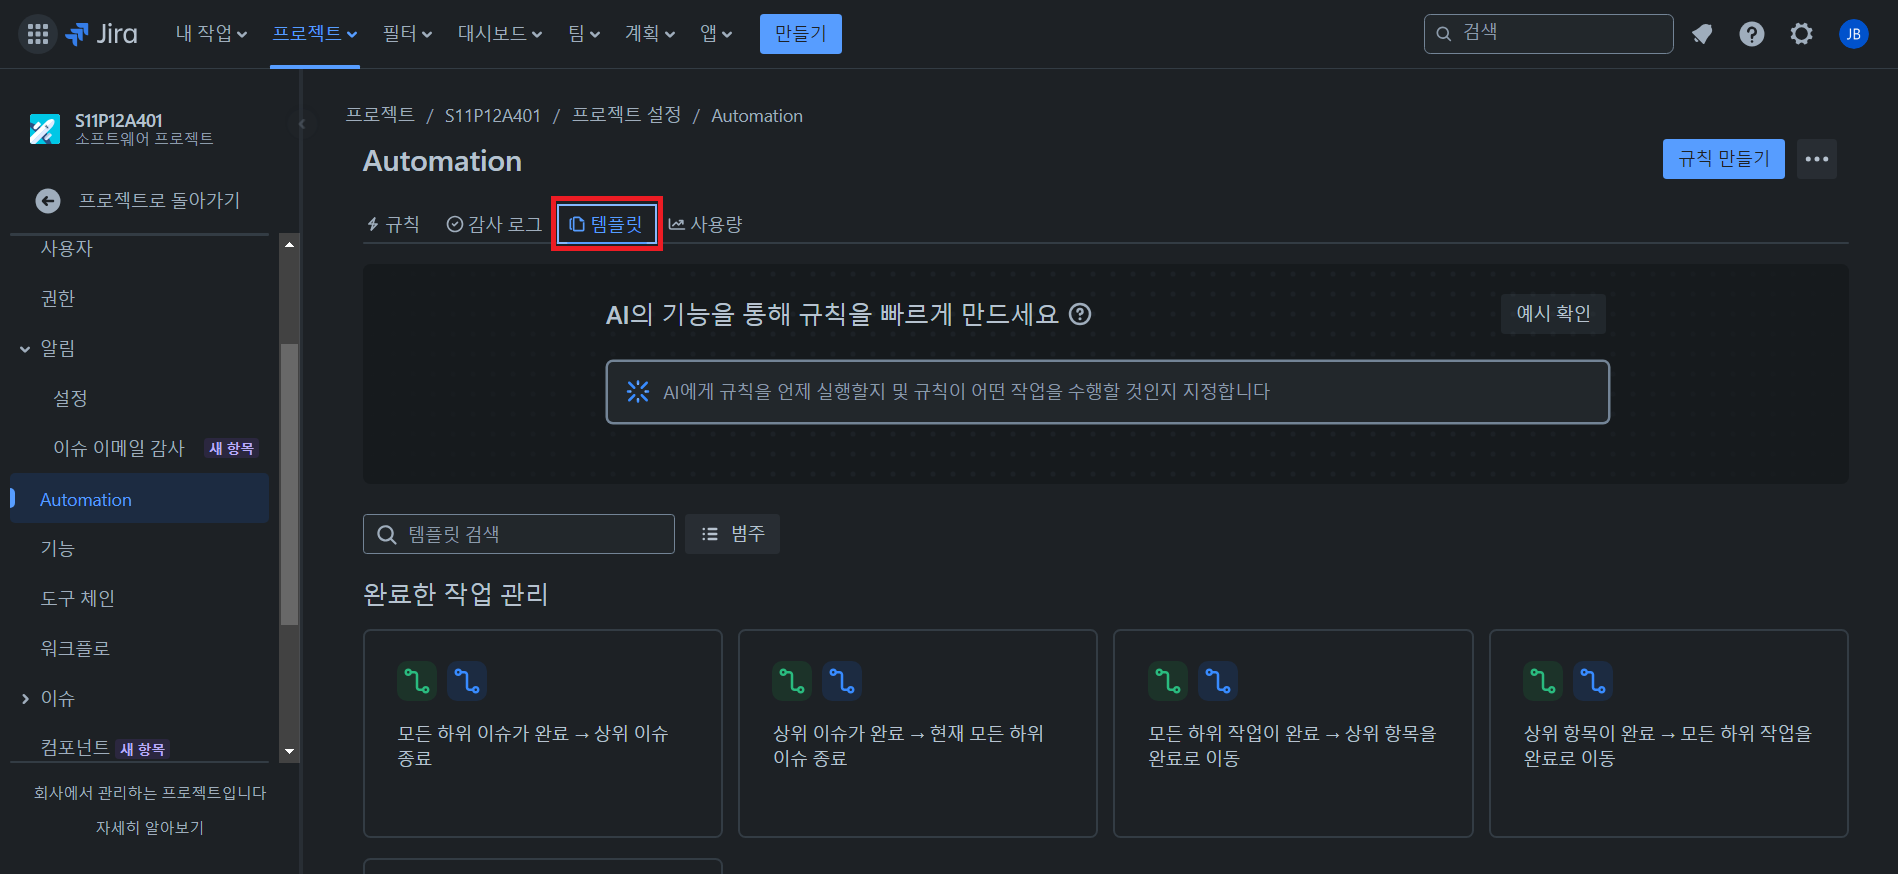 Jira 내 작업 프로젝트 필터 대시보드 팀 계획 앱 만들기 검색 JB
S11P12A401
소프트웨어 프로젝트
프로젝트로 돌아가기
사용자
권한
알림
설정
이슈 이메일 감사 새 항목
Automation
기능
도구 체인
워크플로
이슈
컴포넌트 새 항목
회사에서 관리하는 프로젝트입니다
자세히 알아보기
프로젝트 / S11P12A401 / 프로젝트 설정 / Automation
Automation
규칙 만들기
규칙 감사 로그 템플릿 사용량
AI의 기능을 통해 규칙을 빠르게 만드세요
예시 확인
AI에게 규칙을 언제 실행할지 및 규칙이 어떤 작업을 수행할 것인지 지정합니다
템플릿 검색 범주
완료한 작업 관리
모든 하위 이슈가 완료 → 상위 이슈
종료
상위 이슈가 완료 → 현재 모든 하위
이슈 종료
모든 하위 작업이 완료 → 상위 항목을
완료로 이동
상위 항목이 완료 → 모든 하위 작업을
완료로 이동